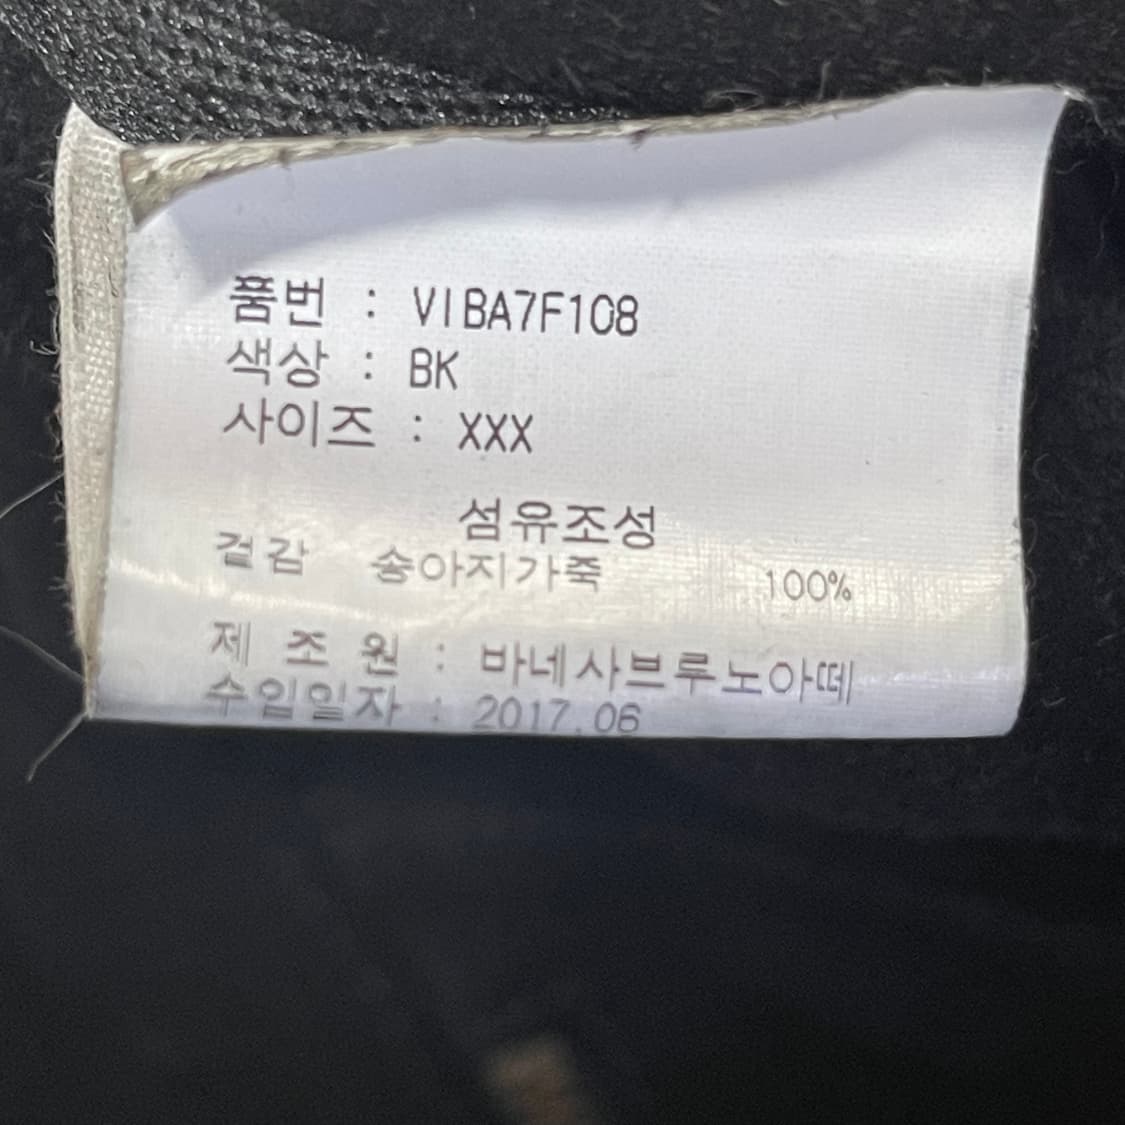 품번 : VIBA7F108
색상 : BK
사이즈 : XXX
섬유조성
겉감 송아지가죽 100%
제 조 원 : 바네사브루노아떼
수입일자 : 2017.06